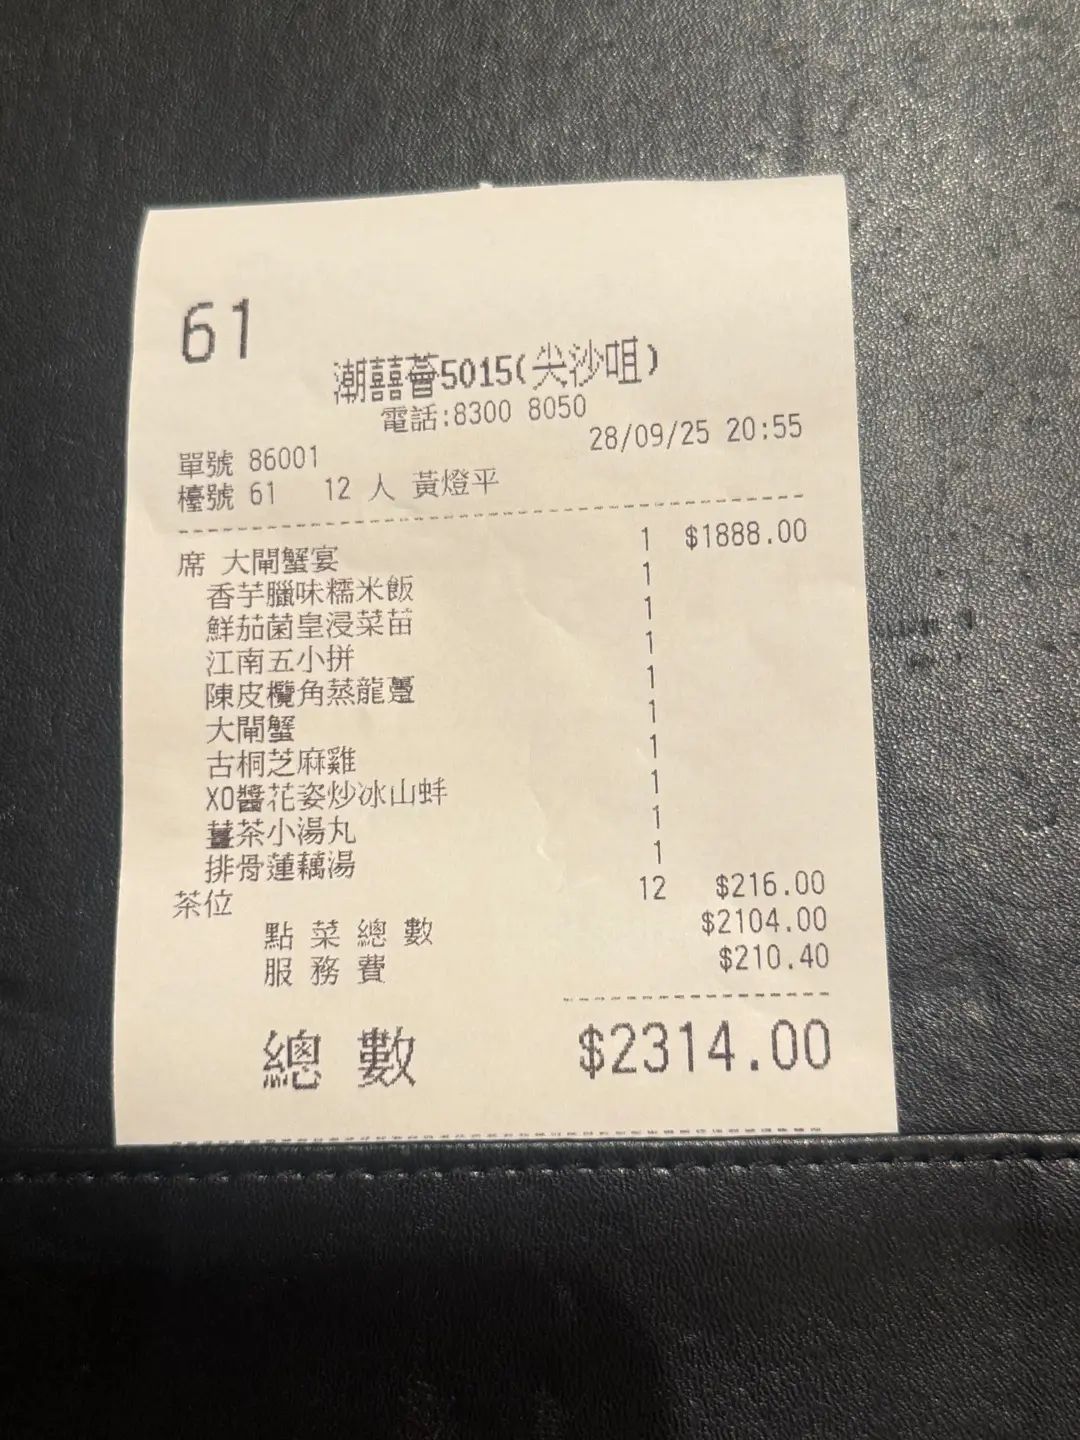 61
潮囍薈5015(尖沙咀)
電話:8300 8050
單號 86001 28/09/25 20:55
檯號 61 12 人 黃燈平
席 大閘蟹宴 1 $1888.00
香芋臘味糯米飯 1
鮮茄菌皇浸菜苗 1
江南五小拼 1
陳皮欖角蒸龍躉 1
大閘蟹 1
古桐芝麻雞 1
XO醬花姿炒冰山蚌 1
薑茶小湯丸 1
排骨蓮藕湯 1
茶位 12 $216.00
點菜總數 $2104.00
服務費 $210.40
總數 $2314.00